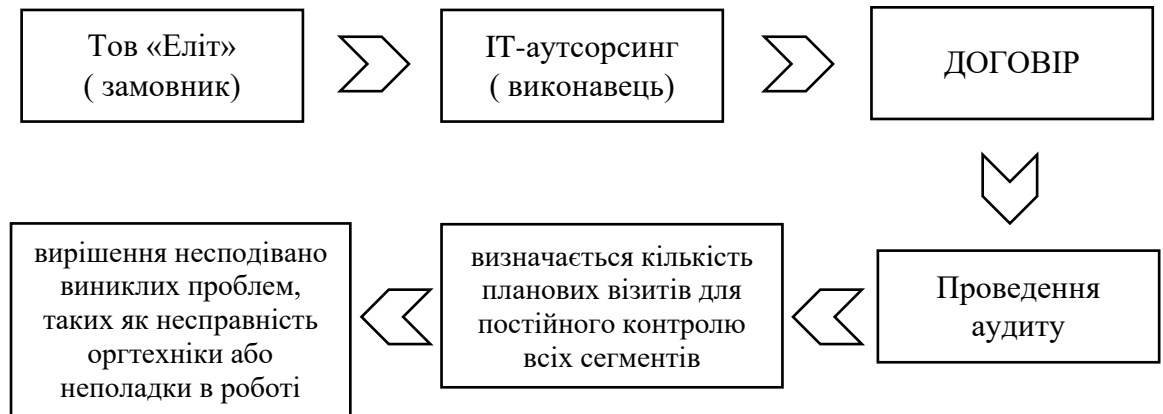 Тов «Еліт»
( замовник)
ІТ-аутсорсинг
( виконавець)
ДОГОВІР
Проведення
аудиту
визначається кількість
планових візитів для
постійного контролю
всіх сегментів
вирішення несподівано
виниклих проблем,
таких як несправність
оргтехніки або
неполадки в роботі